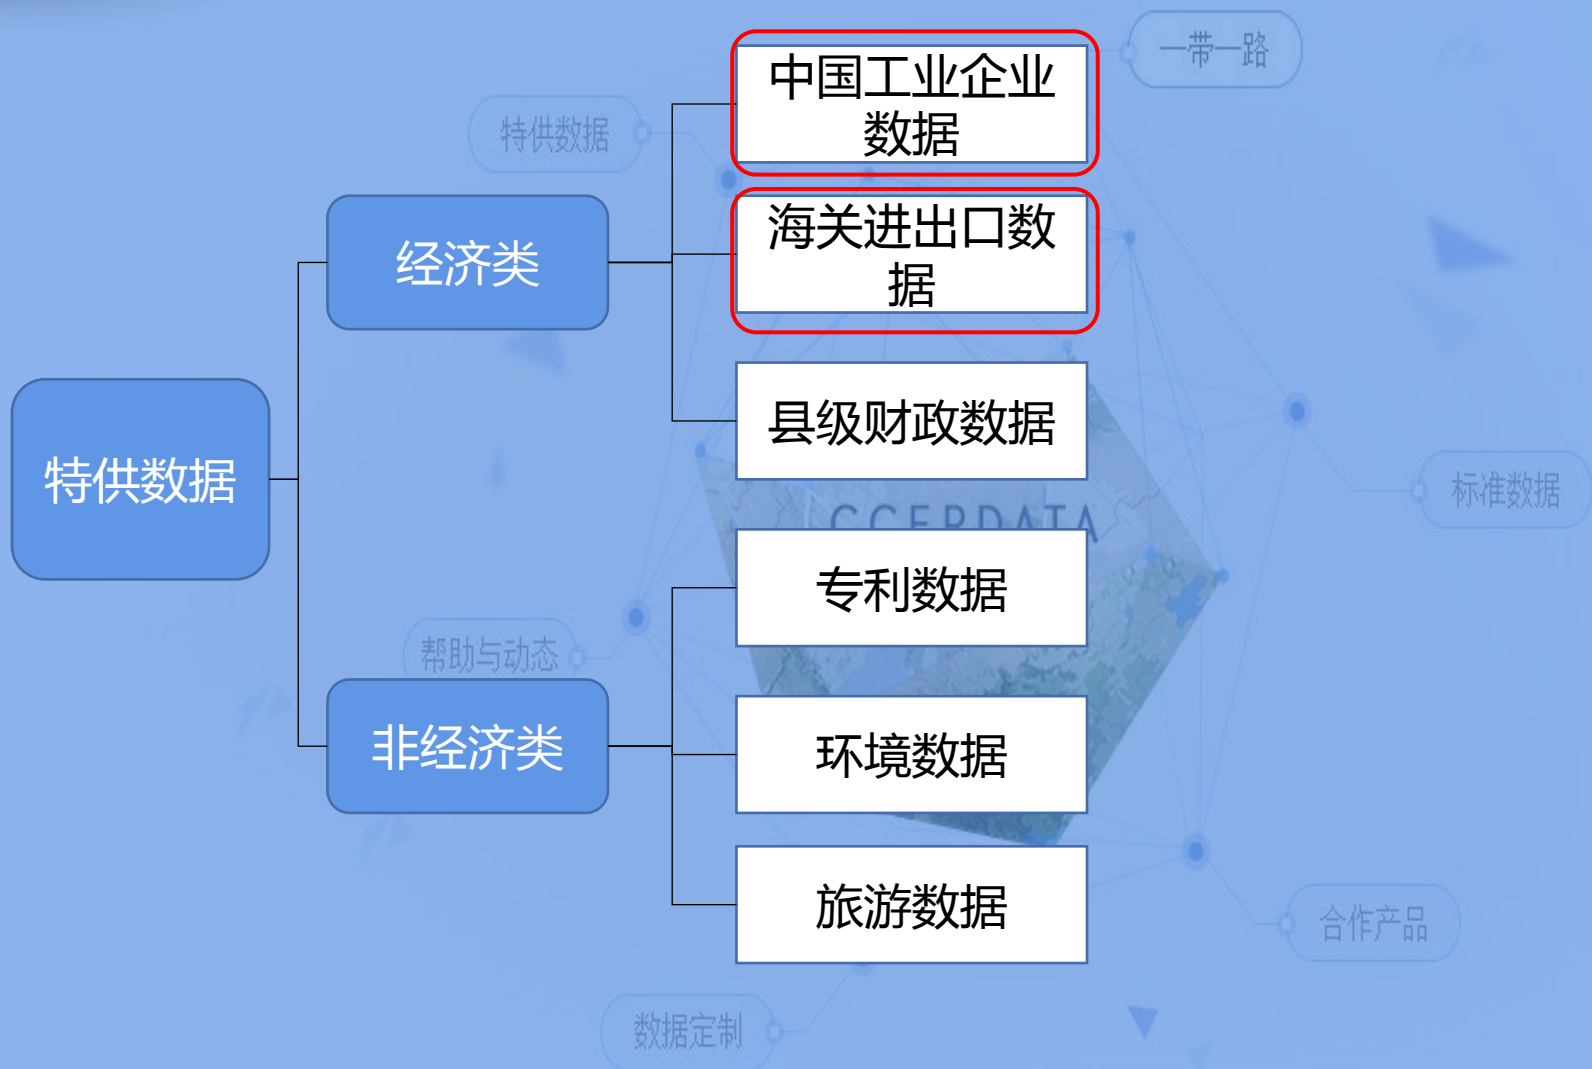 一带一路
中国工业企业
数据
特供数据
海关进出口数
据
经济类
县级财政数据
特供数据
标准数据
CCERDATA
专利数据
帮助与动态
非经济类
环境数据
旅游数据
合作产品
数据定制